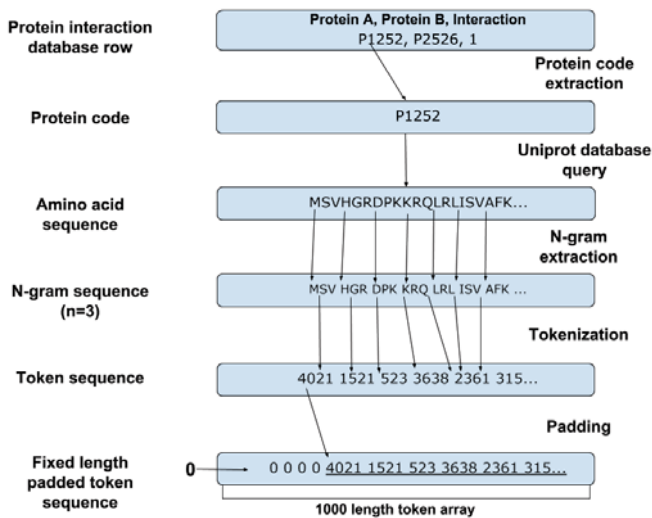 Protein interaction
database row
Protein A, Protein B, Interaction
P1252, P2526, 1
Protein code
extraction
Protein code
P1252
Uniprot database
query
Amino acid
sequence
MSVHGRDPKKRQLRLISVAFK...
N-gram
extraction
N-gram sequence
(n=3)
MSV HGR DPK KRQ LRL ISV AFK ...
Tokenization
Token sequence
4021 1521 523 3638 2361 315...
Padding
Fixed length
padded token
sequence
0
0 0 0 0 4021 1521 523 3638 2361 315...
1000 length token array